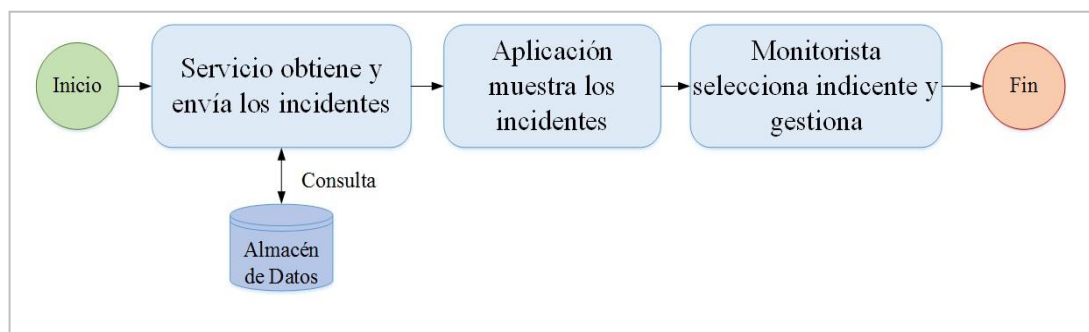 Inicio
Servicio obtiene y
envía los incidentes
Aplicación
muestra los
incidentes
Monitorista
selecciona indicente y
gestiona
Fin
Consulta
Almacén
de Datos